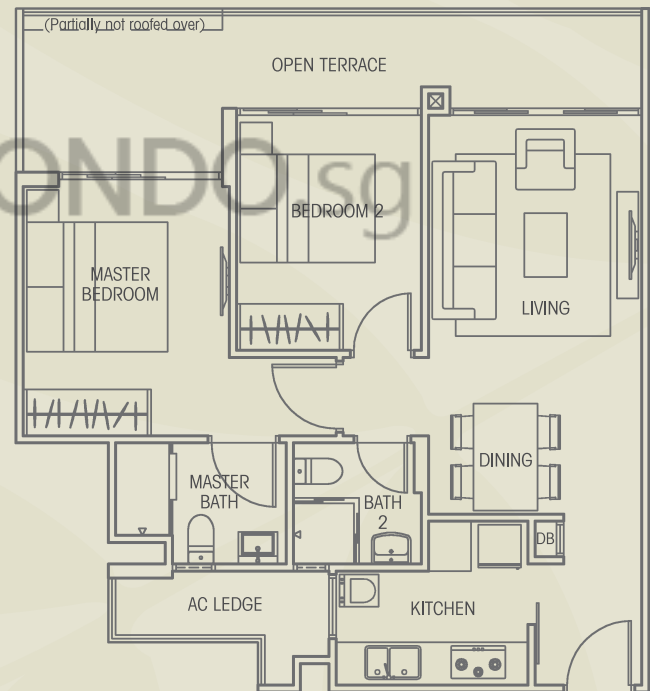 (Partially not roofed over)
OPEN TERRACE
ONDO.sg
BEDROOM 2
MASTER
BEDROOM
LIVING
DINING
MASTER
BATH
BATH
2
DB
AC LEDGE
KITCHEN